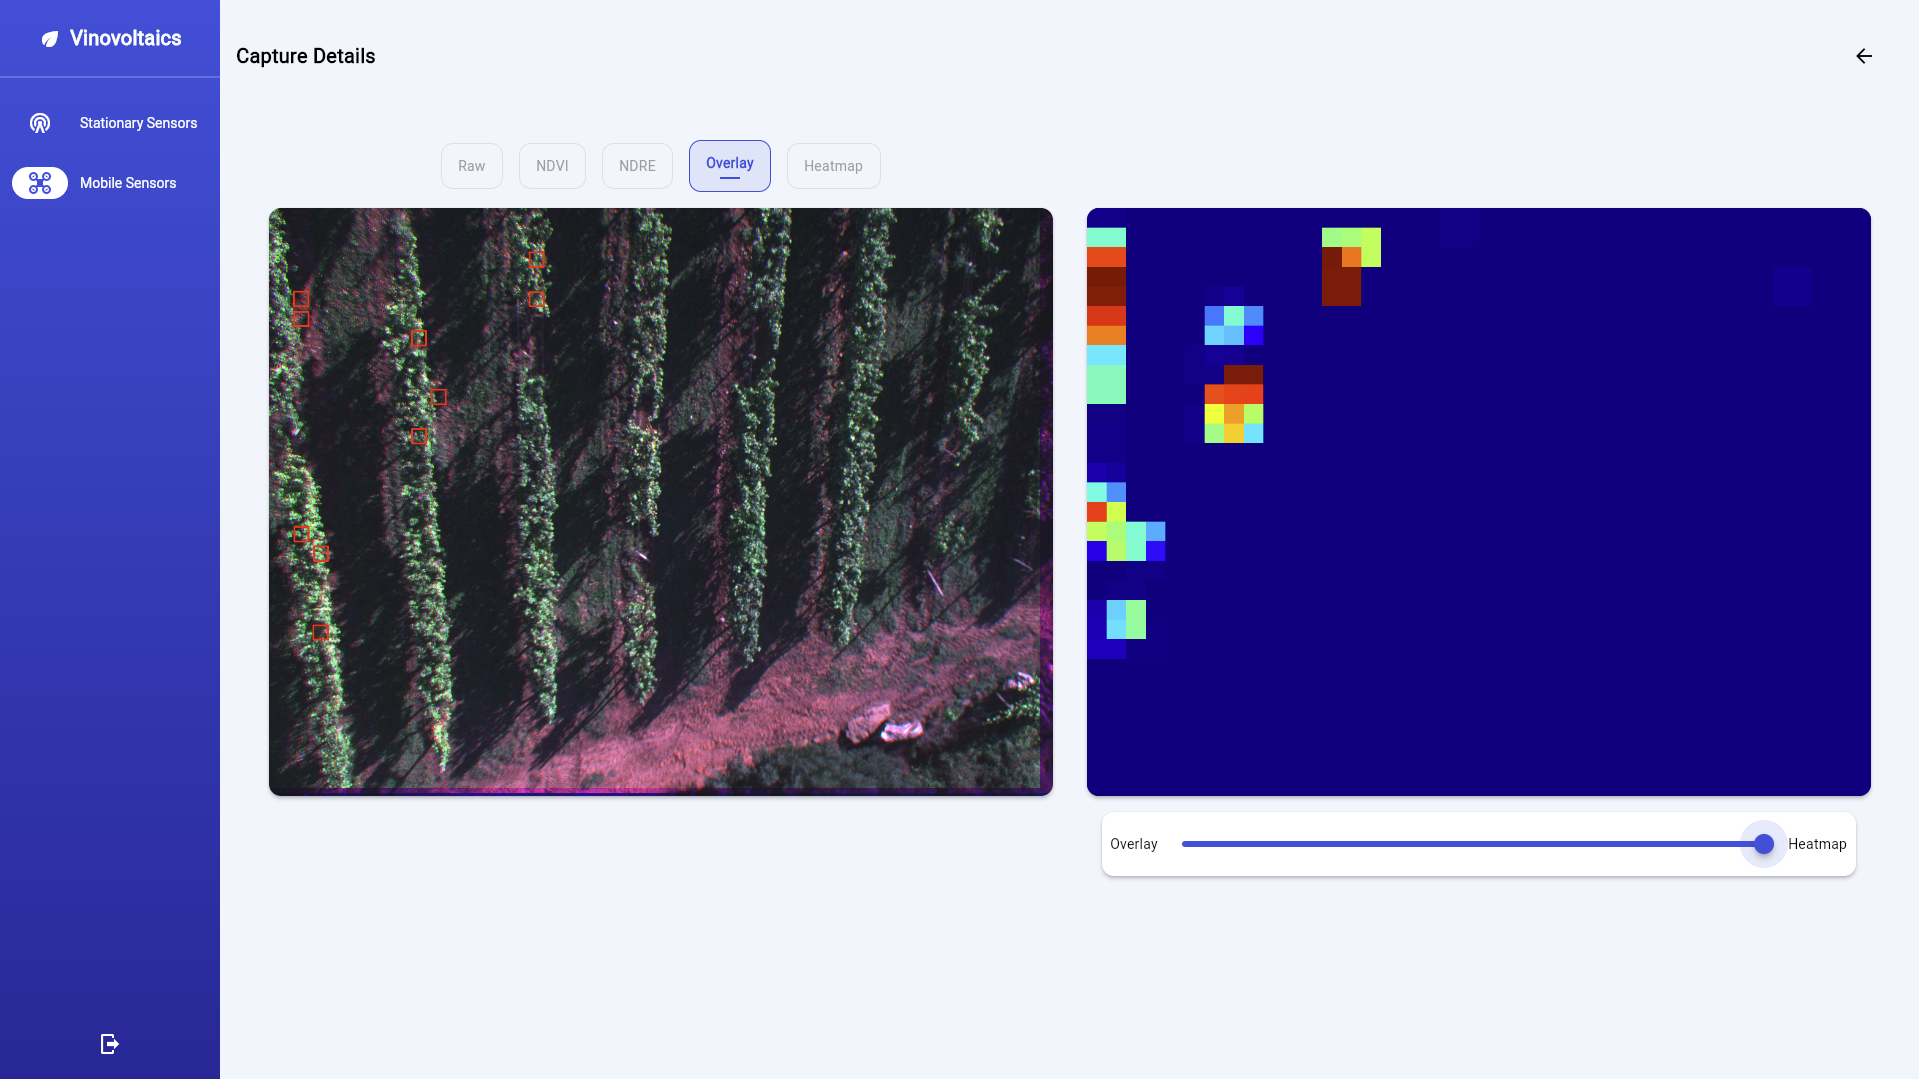 Vinovoltaics
Stationary Sensors
Mobile Sensors
Capture Details
Raw
NDVI
NDRE
Overlay
Heatmap
Overlay
Heatmap